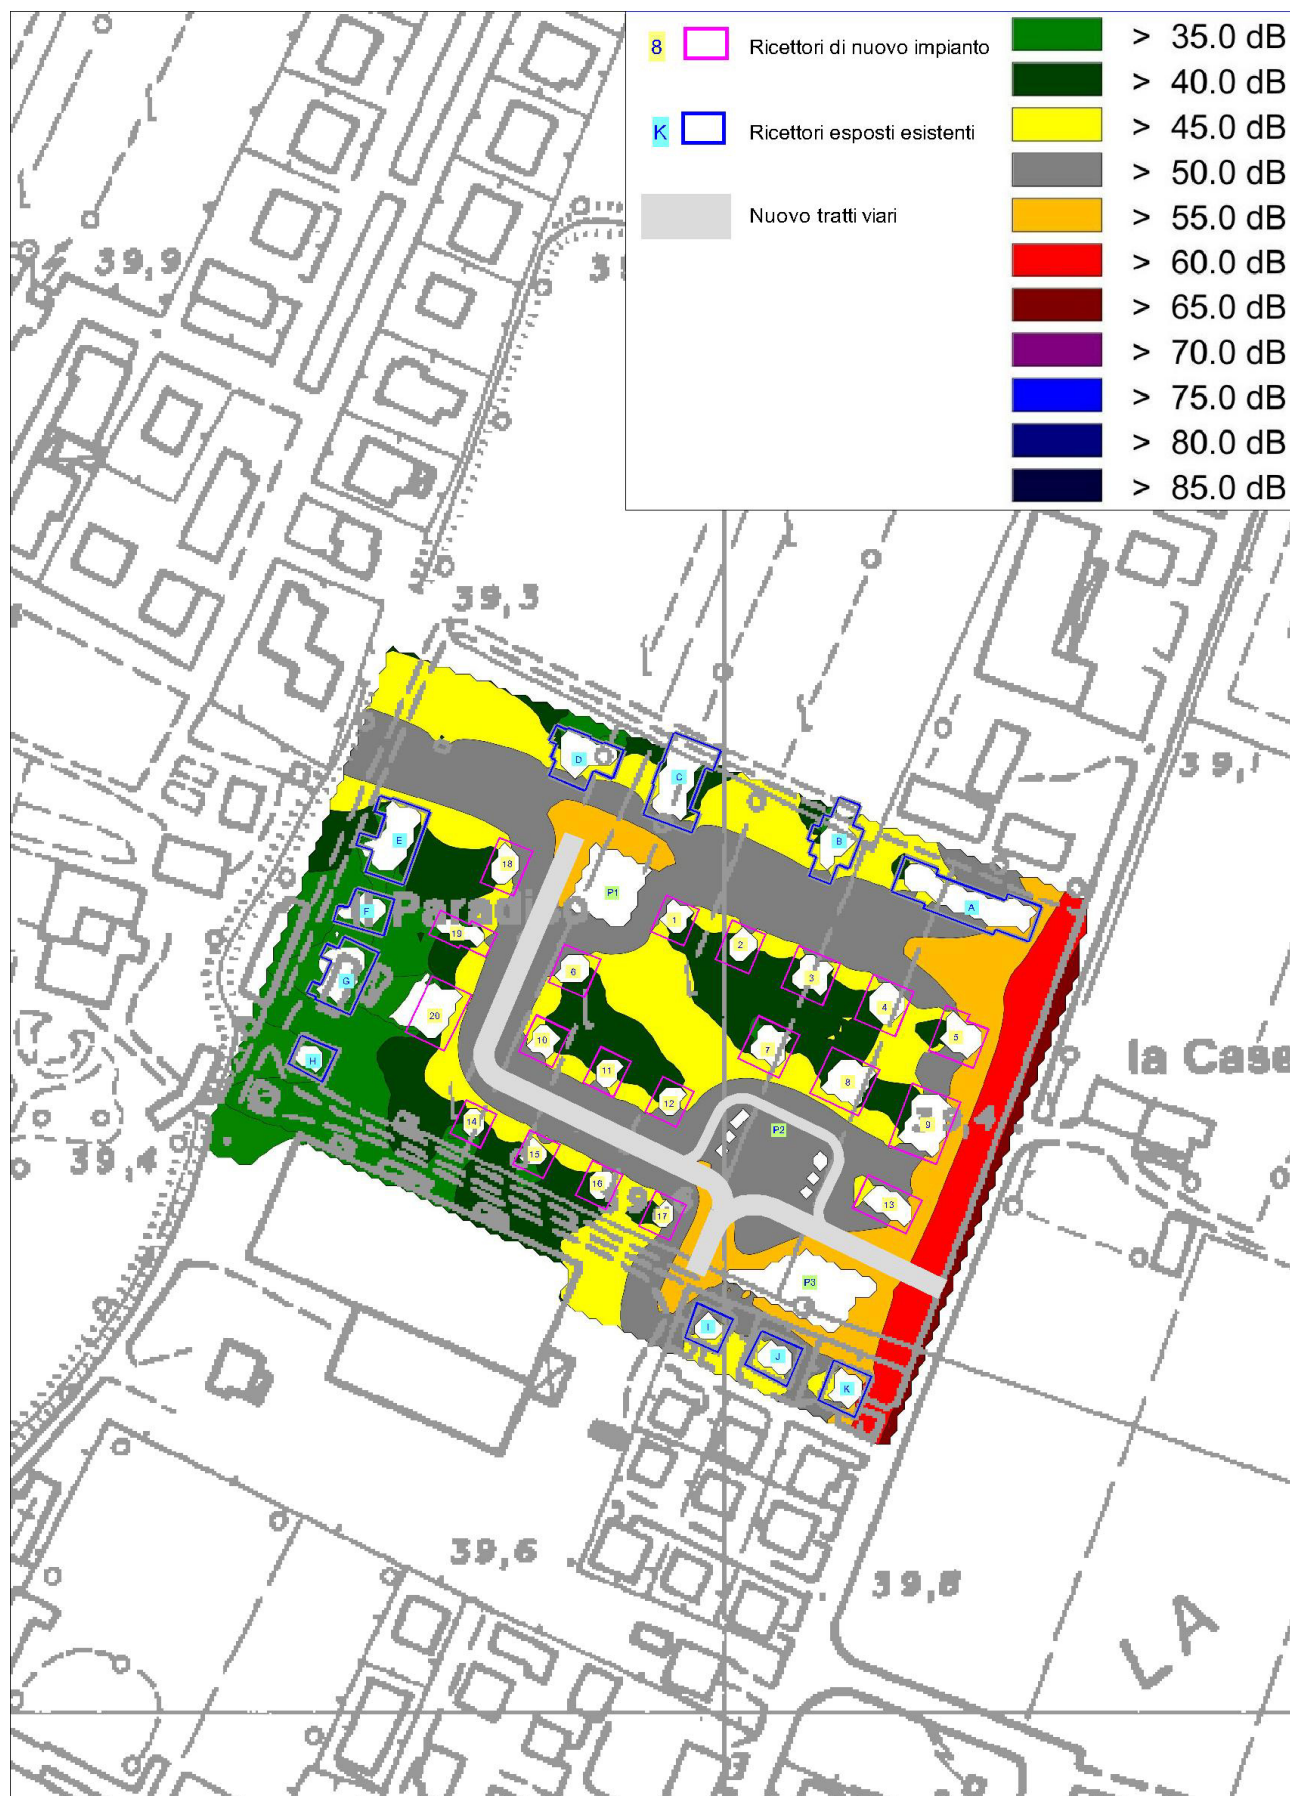 8 Ricettori di nuovo impianto
K Ricettori esposti esistenti
Nuovo tratti viari
> 35.0 dB
> 40.0 dB
> 45.0 dB
> 50.0 dB
> 55.0 dB
> 60.0 dB
> 65.0 dB
> 70.0 dB
> 75.0 dB
> 80.0 dB
> 85.0 dB
39,9
39,3
39,1
D
C
B
E
A
18
P1
F
Paradiso
1
19
2
6
3
G
4
20
5
10
7
H
11
8
la Case
12
14
P2
9
15
39,4
16
13
17
P3
I
J
K
39,6
39,8
LA